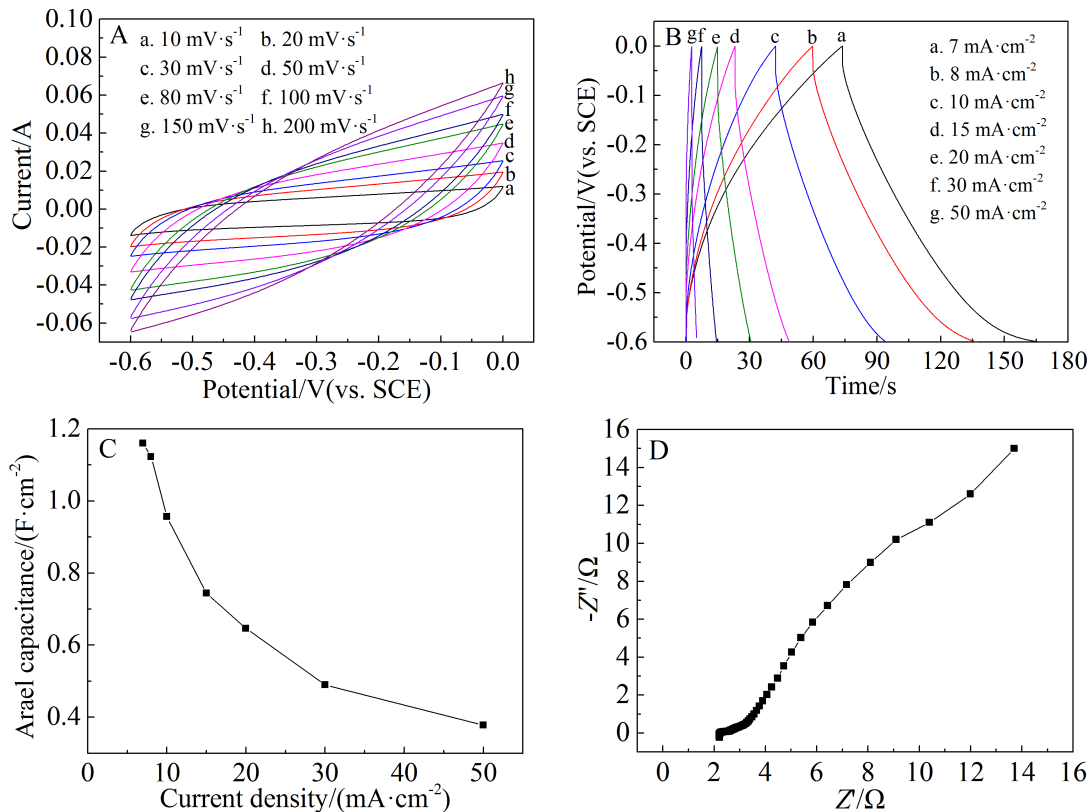 A
a. 10 mV·s⁻¹ b. 20 mV·s⁻¹
c. 30 mV·s⁻¹ d. 50 mV·s⁻¹
e. 80 mV·s⁻¹ f. 100 mV·s⁻¹
g. 150 mV·s⁻¹ h. 200 mV·s⁻¹
h
g
f
e
d
c
b
a
0.10
0.08
0.06
0.04
0.02
0.00
-0.02
-0.04
-0.06
Current/A
-0.6 -0.5 -0.4 -0.3 -0.2 -0.1 0.0
Potential/V(vs. SCE)
B
g f e d c b a
a. 7 mA·cm⁻²
b. 8 mA·cm⁻²
c. 10 mA·cm⁻²
d. 15 mA·cm⁻²
e. 20 mA·cm⁻²
f. 30 mA·cm⁻²
g. 50 mA·cm⁻²
0.0
-0.1
-0.2
-0.3
-0.4
-0.5
-0.6
Potential/V(vs. SCE)
0 30 60 90 120 150 180
Time/s
C
1.2
1.0
0.8
0.6
0.4
Arael capacitance/(F·cm⁻²)
0 10 20 30 40 50
Current density/(mA·cm⁻²)
D
16
14
12
10
8
6
4
2
0
-Z''/Ω
0 2 4 6 8 10 12 14 16
Z'/Ω